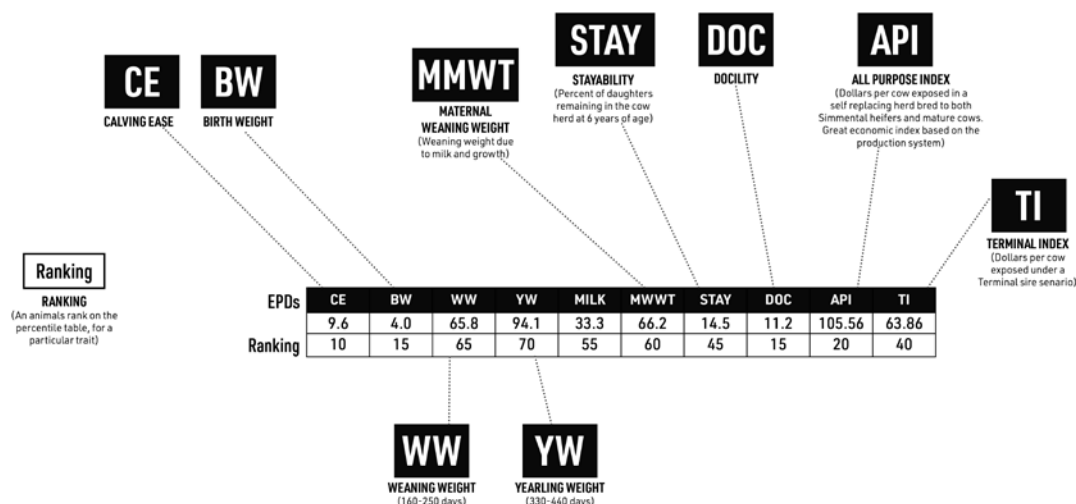 STAY
STAYABILITY
(Percent of daughters
remaining in the cow
herd at 6 years of age)
DOC
DOCILITY
API
ALL PURPOSE INDEX
(Dollars per cow exposed in a
self replacing herd bred to both
Simmental heifers and mature cows.
Great economic index based on the
production system)
CE
CALVING EASE
BW
BIRTH WEIGHT
MMWT
MATERNAL
WEANING WEIGHT
(Weaning weight due
to milk and growth)
TI
TERMINAL INDEX
(Dollars per cow
exposed under a
Terminal sire senario)
Ranking
RANKING
(An animals rank on the
percentile table, for a
particular trait)
EPDs CE BW WW YW MILK MWWT STAY DOC API TI
9.6 4.0 65.8 94.1 33.3 66.2 14.5 11.2 105.56 63.86
Ranking 10 15 65 70 55 60 45 15 20 40
WW
WEANING WEIGHT
(160-250 days)
YW
YEARLING WEIGHT
(330-440 days)